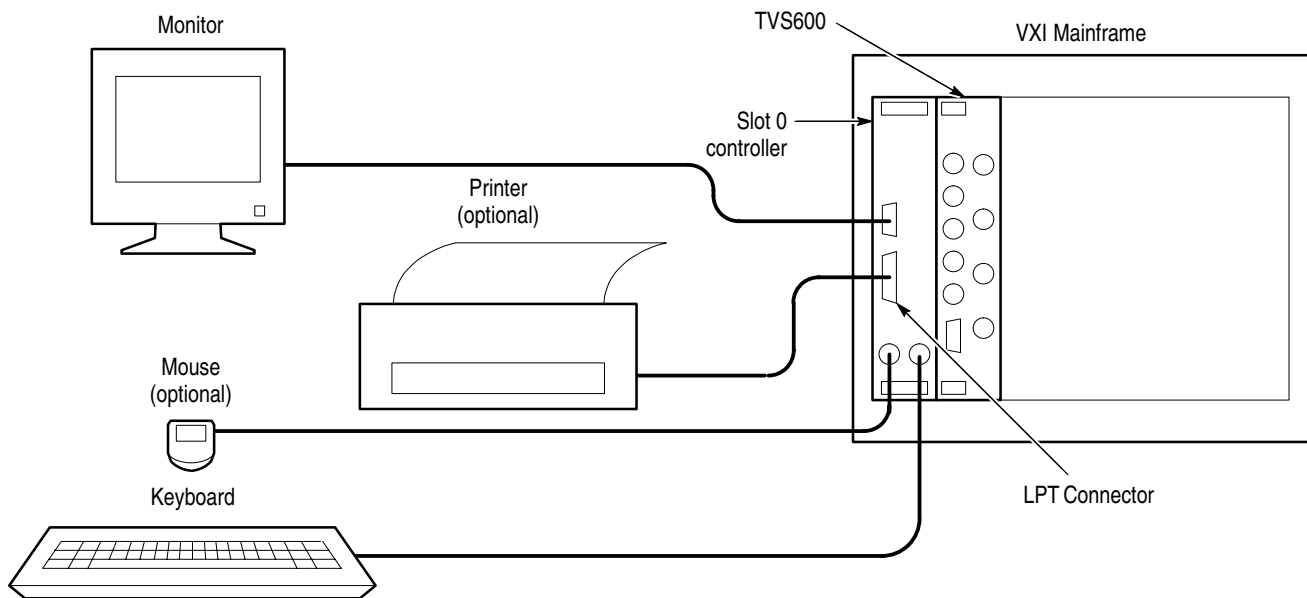 Monitor
TVS600
VXI Mainframe
Slot 0
controller
Printer
(optional)
Mouse
(optional)
Keyboard
LPT Connector